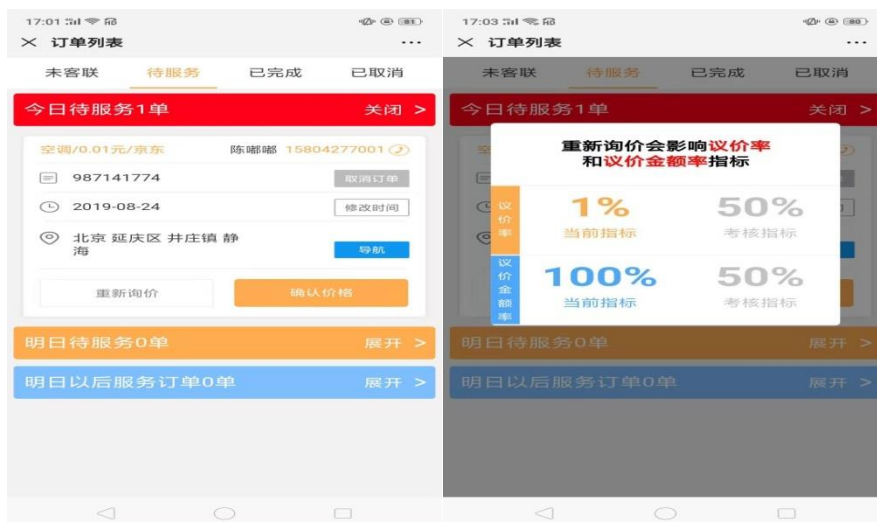 17:01
81
订单列表
未客联 待服务 已完成 已取消
今日待服务1单 关闭 >
空调/0.01元/京东 陈嘟嘟 15804277001
987141774 取消订单
2019-08-24 修改时间
北京 延庆区 井庄镇 静
海 导航
重新询价 确认价格
明日待服务0单 展开 >
明日以后服务订单0单 展开 >
17:03
80
订单列表
未客联 待服务 已完成 已取消
今日待服务1单 关闭 >
重新询价会影响议价率
和议价金额率指标
议价率
1% 50%
当前指标 考核指标
议价金额率
100% 50%
当前指标 考核指标
明日待服务0单 展开 >
明日以后服务订单0单 展开 >